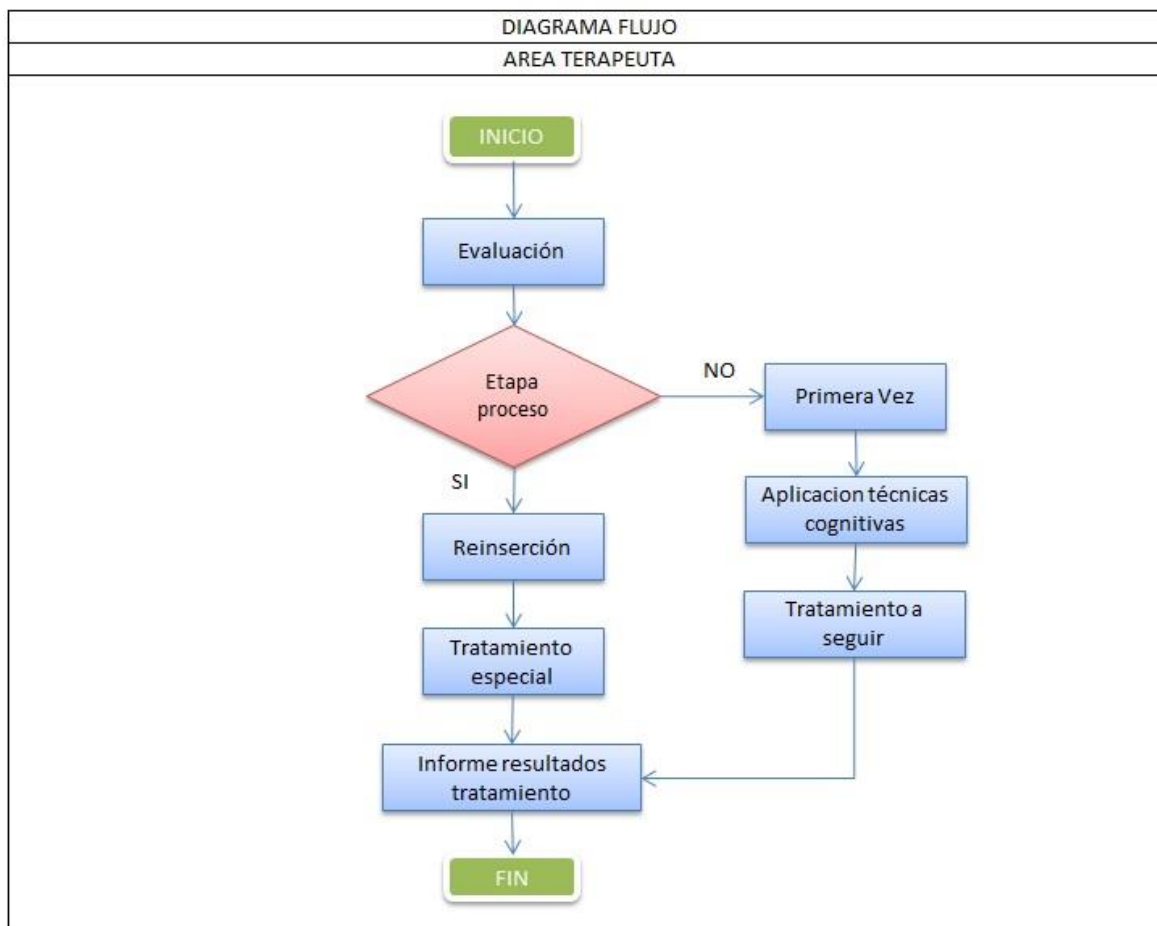 DIAGRAMA FLUJO
AREA TERAPEUTA
INICIO
Evaluación
Etapa
proceso
NO
Primera Vez
SI
Aplicacion técnicas
cognitivas
Reinserción
Tratamiento a
seguir
Tratamiento
especial
Informe resultados
tratamiento
FIN